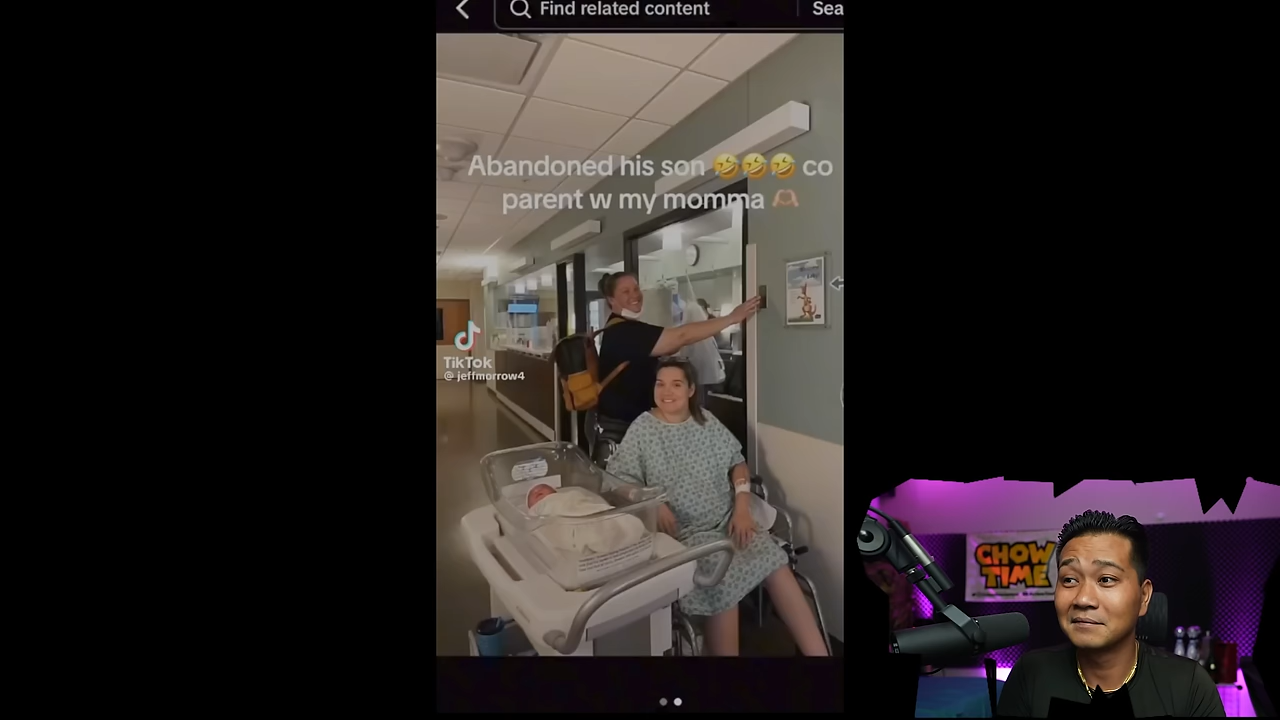 Find related content
Sea
Abandoned his son 🤣🤣🤣 co
parent w my momma 🫶🏻
TikTok
@ jeffmorrow4
CHOW
TIME